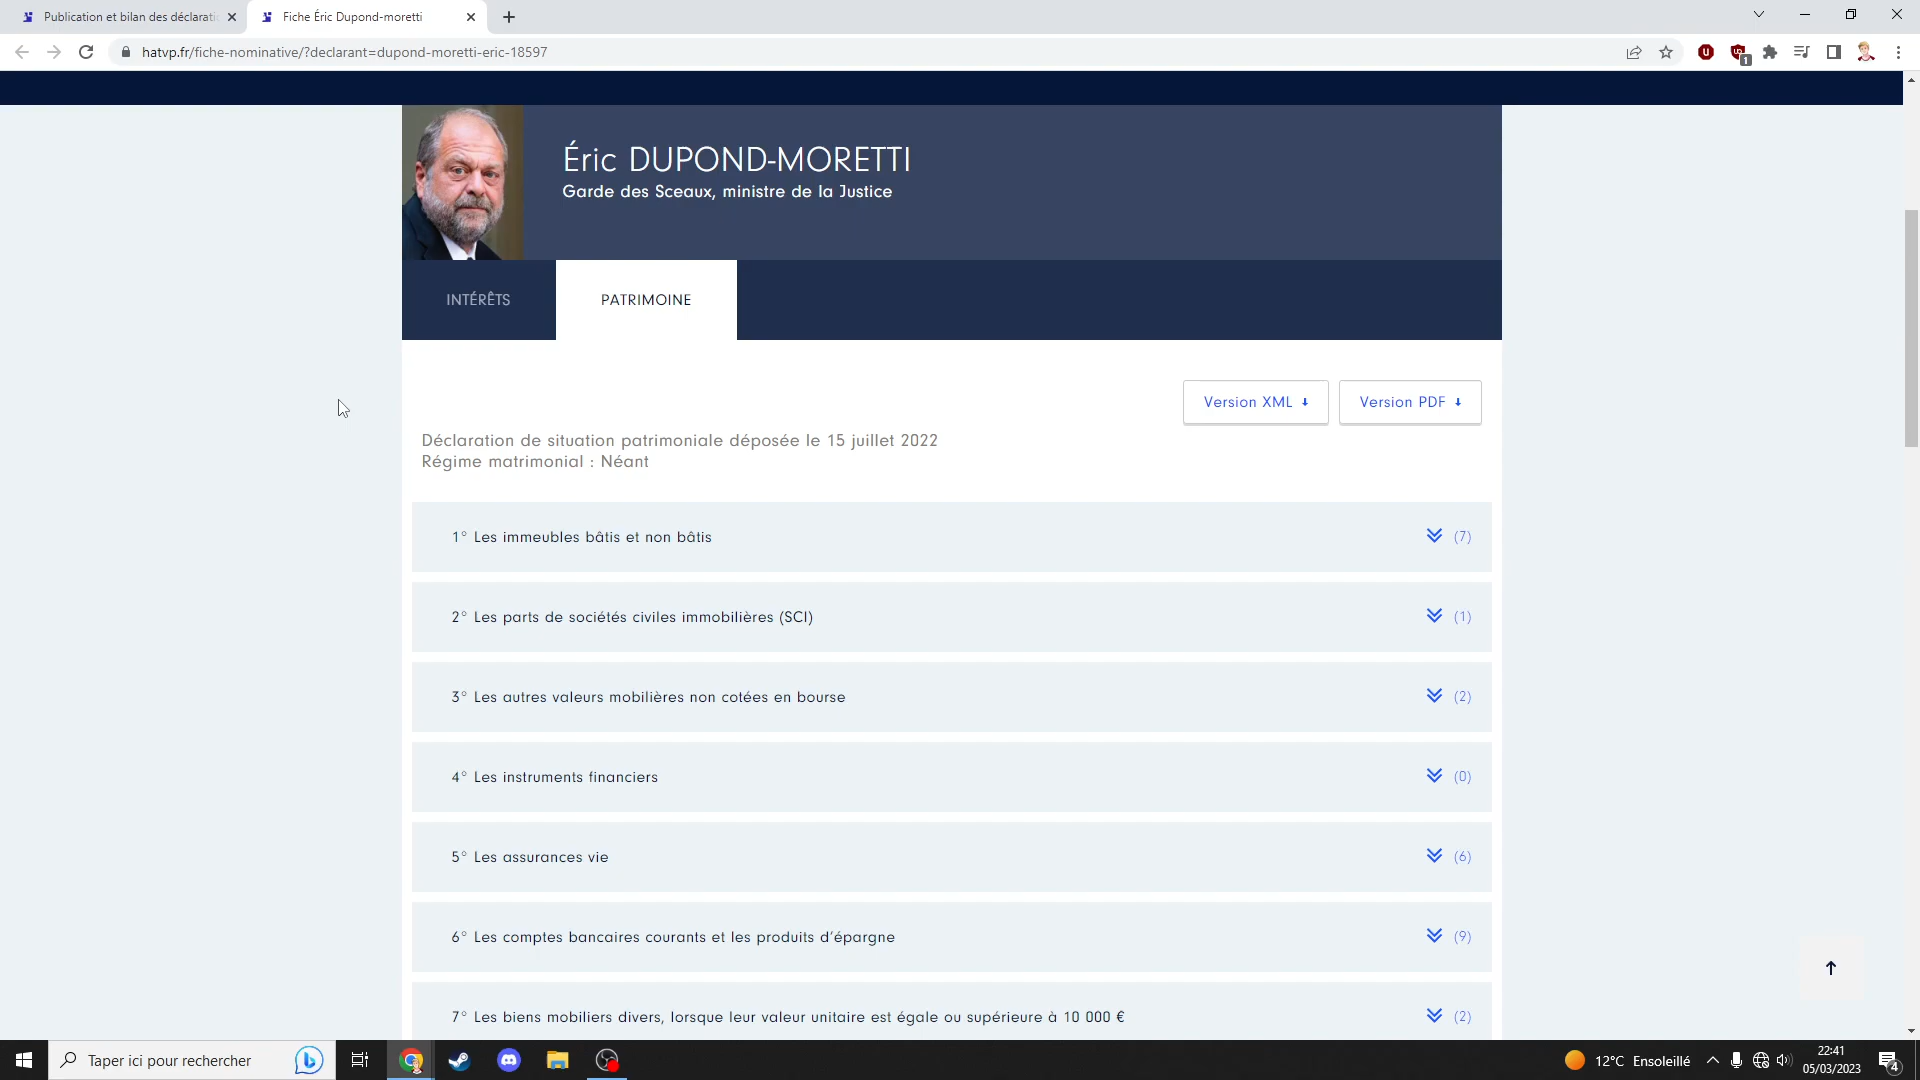 Publication et bilan des déclarati
Fiche Éric Dupond-moretti
hatvp.fr/fiche-nominative/?declarant=dupond-moretti-eric-18597
1
Éric DUPOND-MORETTI
Garde des Sceaux, ministre de la Justice
INTÉRÊTS
PATRIMOINE
Version XML
Version PDF
Déclaration de situation patrimoniale déposée le 15 juillet 2022
Régime matrimonial : Néant
1° Les immeubles bâtis et non bâtis (7)
2° Les parts de sociétés civiles immobilières (SCI) (1)
3° Les autres valeurs mobilières non cotées en bourse (2)
4° Les instruments financiers (0)
5° Les assurances vie (6)
6° Les comptes bancaires courants et les produits d’épargne (9)
7° Les biens mobiliers divers, lorsque leur valeur unitaire est égale ou supérieure à 10 000 € (2)
Taper ici pour rechercher
12°C Ensoleillé
22:41
05/03/2023
4